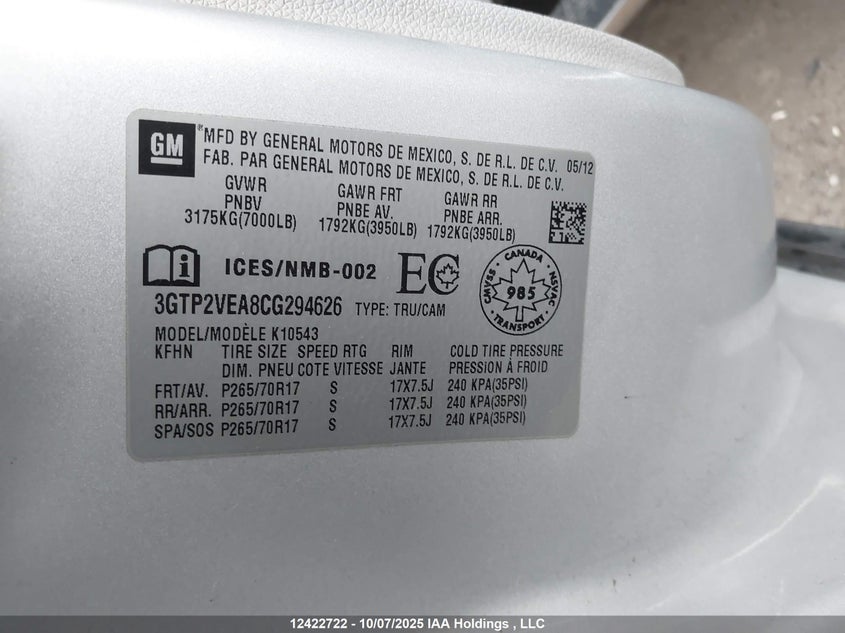 GM
® MFD BY GENERAL MOTORS DE MEXICO, S. DE R.L. DE C.V. 05/12
FAB. PAR GENERAL MOTORS DE MEXICO, S. DE R.L. DE C.V.
GVWR GAWR FRT GAWR RR
PNBV PNBE AV. PNBE ARR.
3175KG(7000LB) 1792KG(3950LB) 1792KG(3950LB)
i ICES/NMB-002 EC
CANADA
CMVSS 985 NSVAC
TRANSPORT
3GTP2VEA8CG294626 TYPE: TRU/CAM
MODEL/MODÈLE K10543
KFHN TIRE SIZE SPEED RTG RIM COLD TIRE PRESSURE
DIM. PNEU COTE VITESSE JANTE PRESSION À FROID
FRT/AV. P265/70R17 S 17X7.5J 240 KPA(35PSI)
RR/ARR. P265/70R17 S 17X7.5J 240 KPA(35PSI)
SPA/SOS P265/70R17 S 17X7.5J 240 KPA(35PSI)
12422722 - 10/07/2025 IAA Holdings , LLC